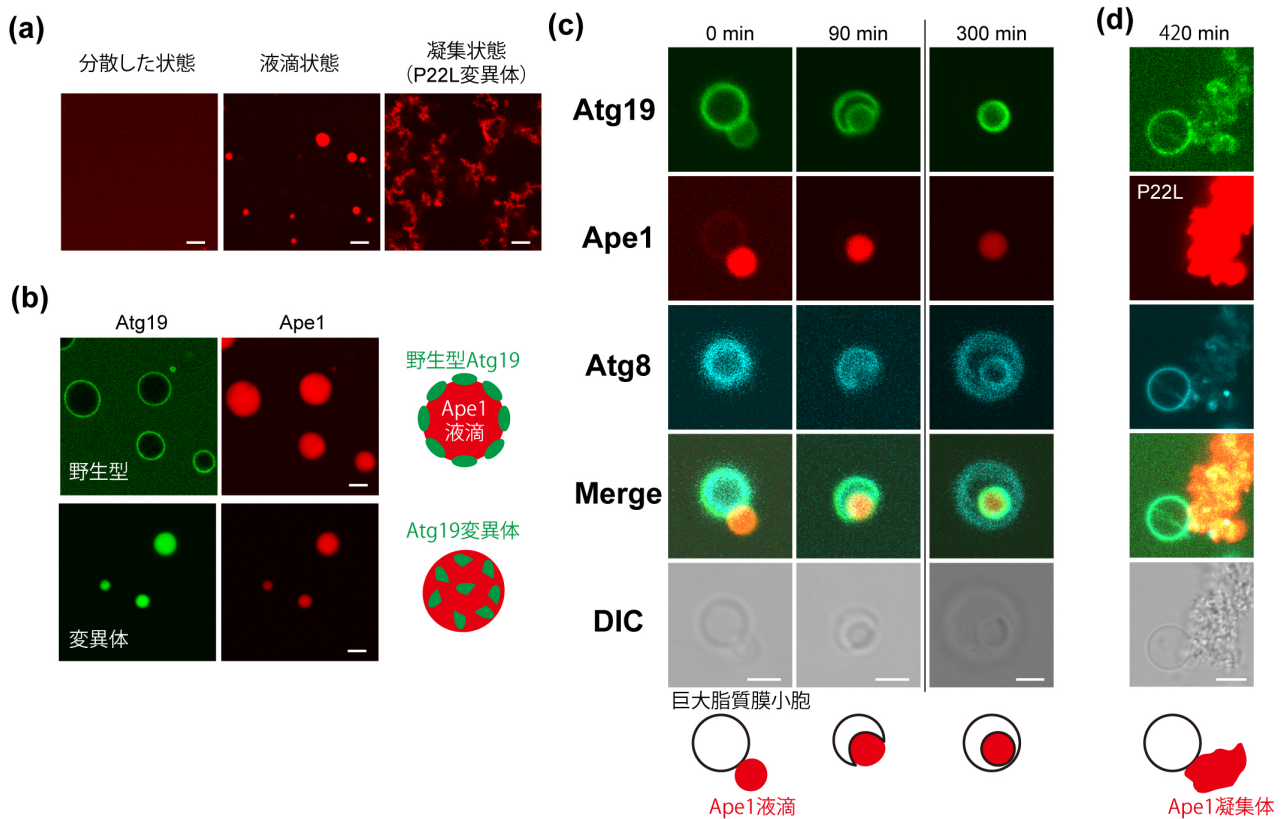 (a)
分散した状態
液滴状態
凝集状態
(P22L変異体)
(b)
Atg19
Ape1
野生型
野生型Atg19
Ape1
液滴
変異体
Atg19変異体
(c)
0 min
90 min
300 min
Atg19
Ape1
Atg8
Merge
DIC
巨大脂質膜小胞
Ape1液滴
(d)
420 min
P22L
Ape1凝集体